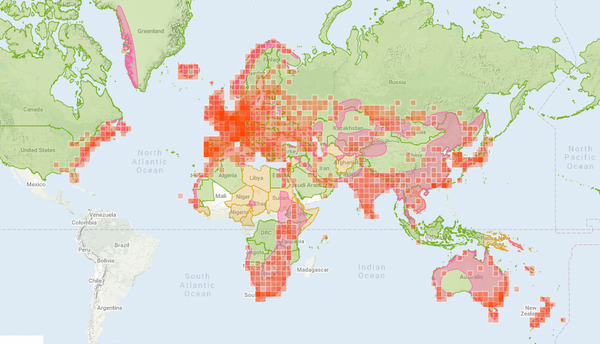 Greenland
Canada
Russia
United States
North
Atlantic
Ocean
Kazakhstan
North
Pacific
Ocean
Mexico
Algeria
Libya
Mali
Niger
Saudi Arabia
Venezuela
Colombia
DRC
Peru
Brazil
Bolivia
Madagascar
South
Atlantic
Ocean
Indian
Ocean
Chile
Argentina
New
Zealand